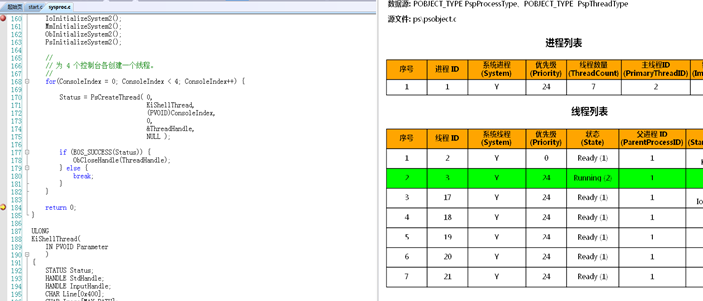 起始页 start.c sysproc.c
160 IoInitializeSystem2();
161 MmInitializeSystem2();
162 ObInitializeSystem2();
163 PsInitializeSystem2();
164
165 //
166 // 为 4 个控制台各创建一个线程。
167 //
168 for(ConsoleIndex = 0; ConsoleIndex < 4; ConsoleIndex++) {
169
170 Status = PsCreateThread( 0,
171 KiShellThread,
172 (PVOID)ConsoleIndex,
173 0,
174 &ThreadHandle,
175 NULL );
176
177 if (EOS_SUCCESS(Status)) {
178 ObCloseHandle(ThreadHandle);
179 } else {
180 break;
181 }
182 }
183
184 return 0;
185 }
186
187 ULONG
188 KiShellThread(
189 IN PVOID Parameter
190 )
191 {
192 STATUS Status;
193 HANDLE StdHandle;
194 HANDLE InputHandle;
195 CHAR Line[0x400];
数据源: POBJECT_TYPE PspProcessType、POBJECT_TYPE PspThreadType
源文件: ps\psobject.c
进程列表
序号 进程 ID 系统进程 (System) 优先级 (Priority) 线程数量 (ThreadCount) 主线程ID (PrimaryThreadID) (Im
1 1 Y 24 7 2
线程列表
序号 线程 ID 系统线程 (System) 优先级 (Priority) 状态 (State) 父进程 ID (ParentProcessID) (Star
1 2 Y 0 Ready (1) 1
2 3 Y 24 Running (2) 1
3 17 Y 24 Ready (1) 1 Io
4 18 Y 24 Ready (1) 1
5 19 Y 24 Ready (1) 1
6 20 Y 24 Ready (1) 1
7 21 Y 24 Ready (1) 1